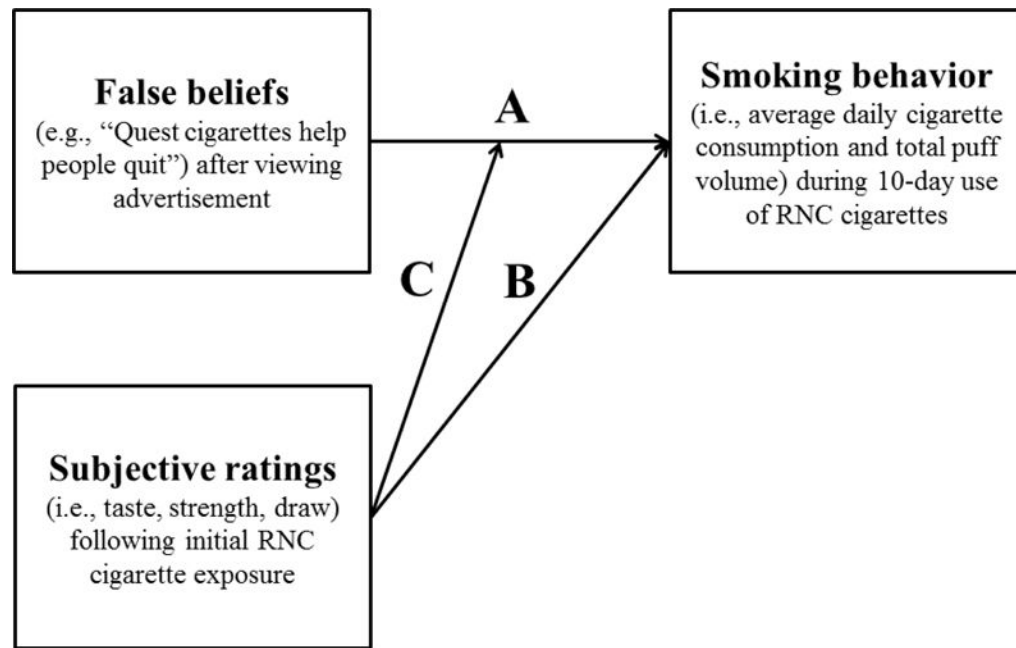 False beliefs
(e.g., “Quest cigarettes help
people quit”) after viewing
advertisement
A
Smoking behavior
(i.e., average daily cigarette
consumption and total puff
volume) during 10-day use
of RNC cigarettes
C
B
Subjective ratings
(i.e., taste, strength, draw)
following initial RNC
cigarette exposure